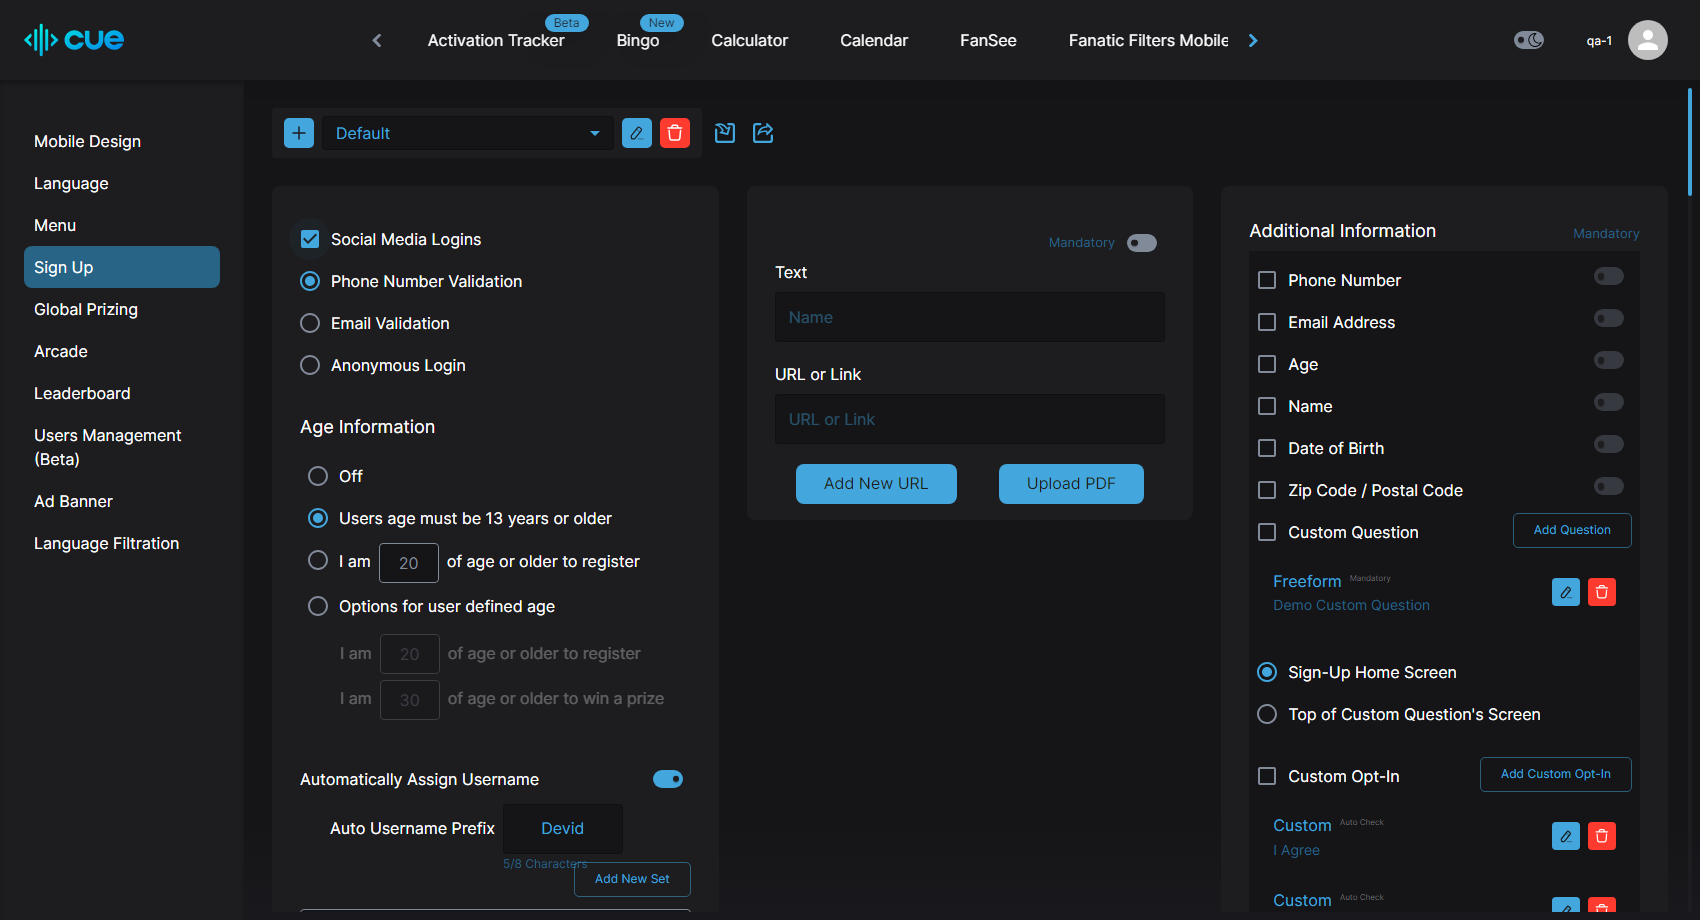 cue
Activation Tracker
Beta
Bingo
New
Calculator
Calendar
FanSee
Fanatic Filters Mobile
qa-1
Mobile Design
Language
Menu
Sign Up
Global Prizing
Arcade
Leaderboard
Users Management
(Beta)
Ad Banner
Language Filtration
Default
Social Media Logins
Phone Number Validation
Email Validation
Anonymous Login
Age Information
Off
Users age must be 13 years or older
I am 20 of age or older to register
Options for user defined age
I am 20 of age or older to register
I am 30 of age or older to win a prize
Automatically Assign Username
Auto Username Prefix Devid
5/8 Characters
Add New Set
Mandatory
Text
Name
URL or Link
URL or Link
Add New URL
Upload PDF
Additional Information
Mandatory
Phone Number
Email Address
Age
Name
Date of Birth
Zip Code / Postal Code
Custom Question
Add Question
Freeform Mandatory
Demo Custom Question
Sign-Up Home Screen
Top of Custom Question's Screen
Custom Opt-In
Add Custom Opt-In
Custom Auto Check
I Agree
Custom Auto Check